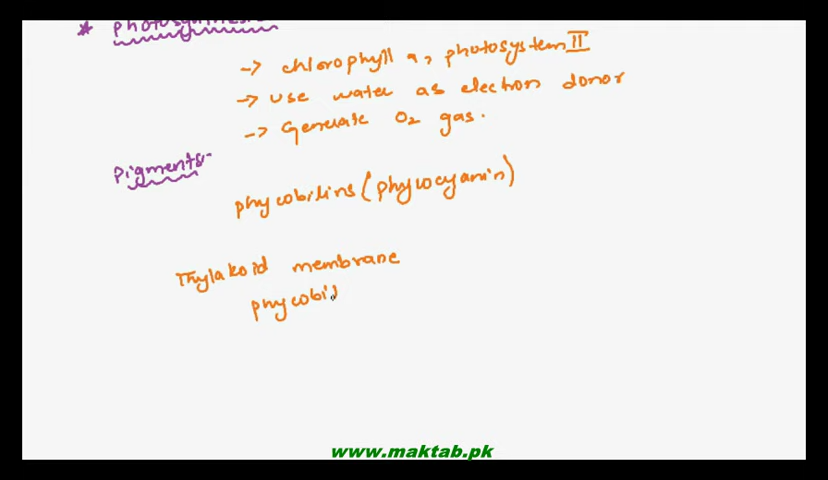 * photosynthesis
→ chlorophyll a, photosystem II
→ Use water as electron donor
→ Generate O2 gas.
Pigments:-
phycobilins (phycocyanin)
Thylakoid membrane
phycobil
www.maktab.pk